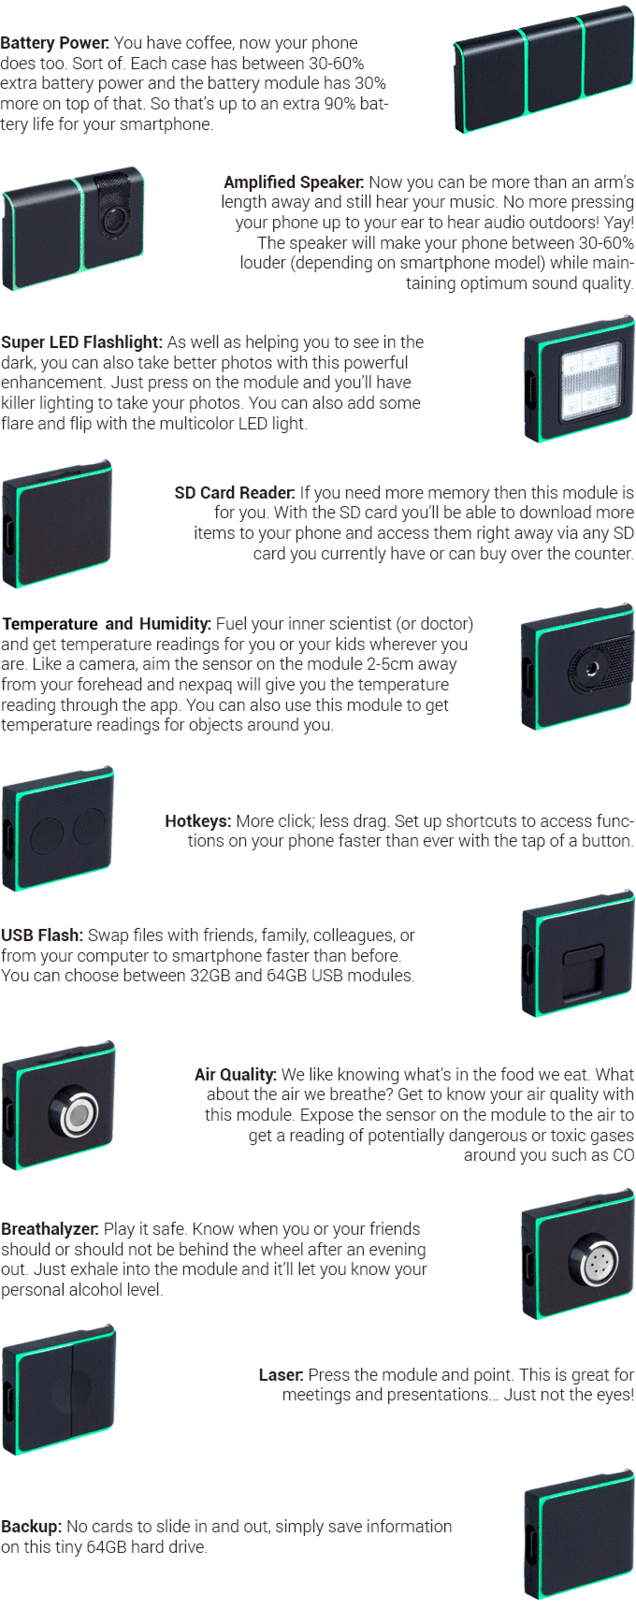 Battery Power: You have coffee, now your phone
does too. Sort of. Each case has between 30-60%
extra battery power and the battery module has 30%
more on top of that. So that's up to an extra 90% bat-
tery life for your smartphone.
Amplified Speaker: Now you can be more than an arm's
length away and still hear your music. No more pressing
your phone up to your ear to hear audio outdoors! Yay!
The speaker will make your phone between 30-60%
louder (depending on smartphone model) while main-
taining optimum sound quality.
Super LED Flashlight: As well as helping you to see in the
dark, you can also take better photos with this powerful
enhancement. Just press on the module and you'll have
killer lighting to take your photos. You can also add some
flare and flip with the multicolor LED light.
SD Card Reader: If you need more memory then this module is
for you. With the SD card you'll be able to download more
items to your phone and access them right away via any SD
card you currently have or can buy over the counter.
Temperature and Humidity: Fuel your inner scientist (or doctor)
and get temperature readings for you or your kids wherever you
are. Like a camera, aim the sensor on the module 2-5cm away
from your forehead and nexpaq will give you the temperature
reading through the app. You can also use this module to get
temperature readings for objects around you.
Hotkeys: More click; less drag. Set up shortcuts to access func-
tions on your phone faster than ever with the tap of a button.
USB Flash: Swap files with friends, family, colleagues, or
from your computer to smartphone faster than before.
You can choose between 32GB and 64GB USB modules.
Air Quality: We like knowing what's in the food we eat. What
about the air we breathe? Get to know your air quality with
this module. Expose the sensor on the module to the air to
get a reading of potentially dangerous or toxic gases
around you such as CO
Breathalyzer: Play it safe. Know when you or your friends
should or should not be behind the wheel after an evening
out. Just exhale into the module and it'll let you know your
personal alcohol level.
Laser: Press the module and point. This is great for
meetings and presentations... Just not the eyes!
Backup: No cards to slide in and out, simply save information
on this tiny 64GB hard drive.